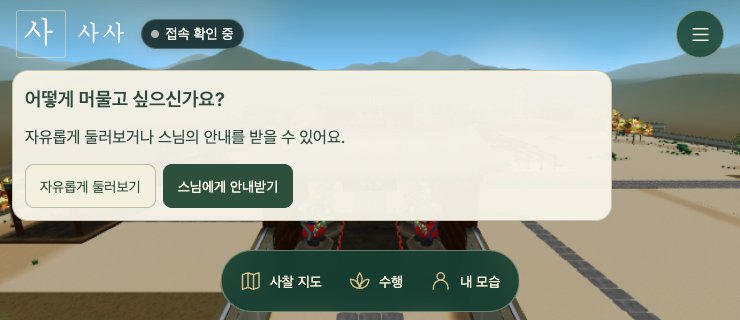 사
사사
접속 확인 중
어떻게 머물고 싶으신가요?
자유롭게 둘러보거나 스님의 안내를 받을 수 있어요.
자유롭게 둘러보기
스님에게 안내받기
사찰 지도
수행
내 모습